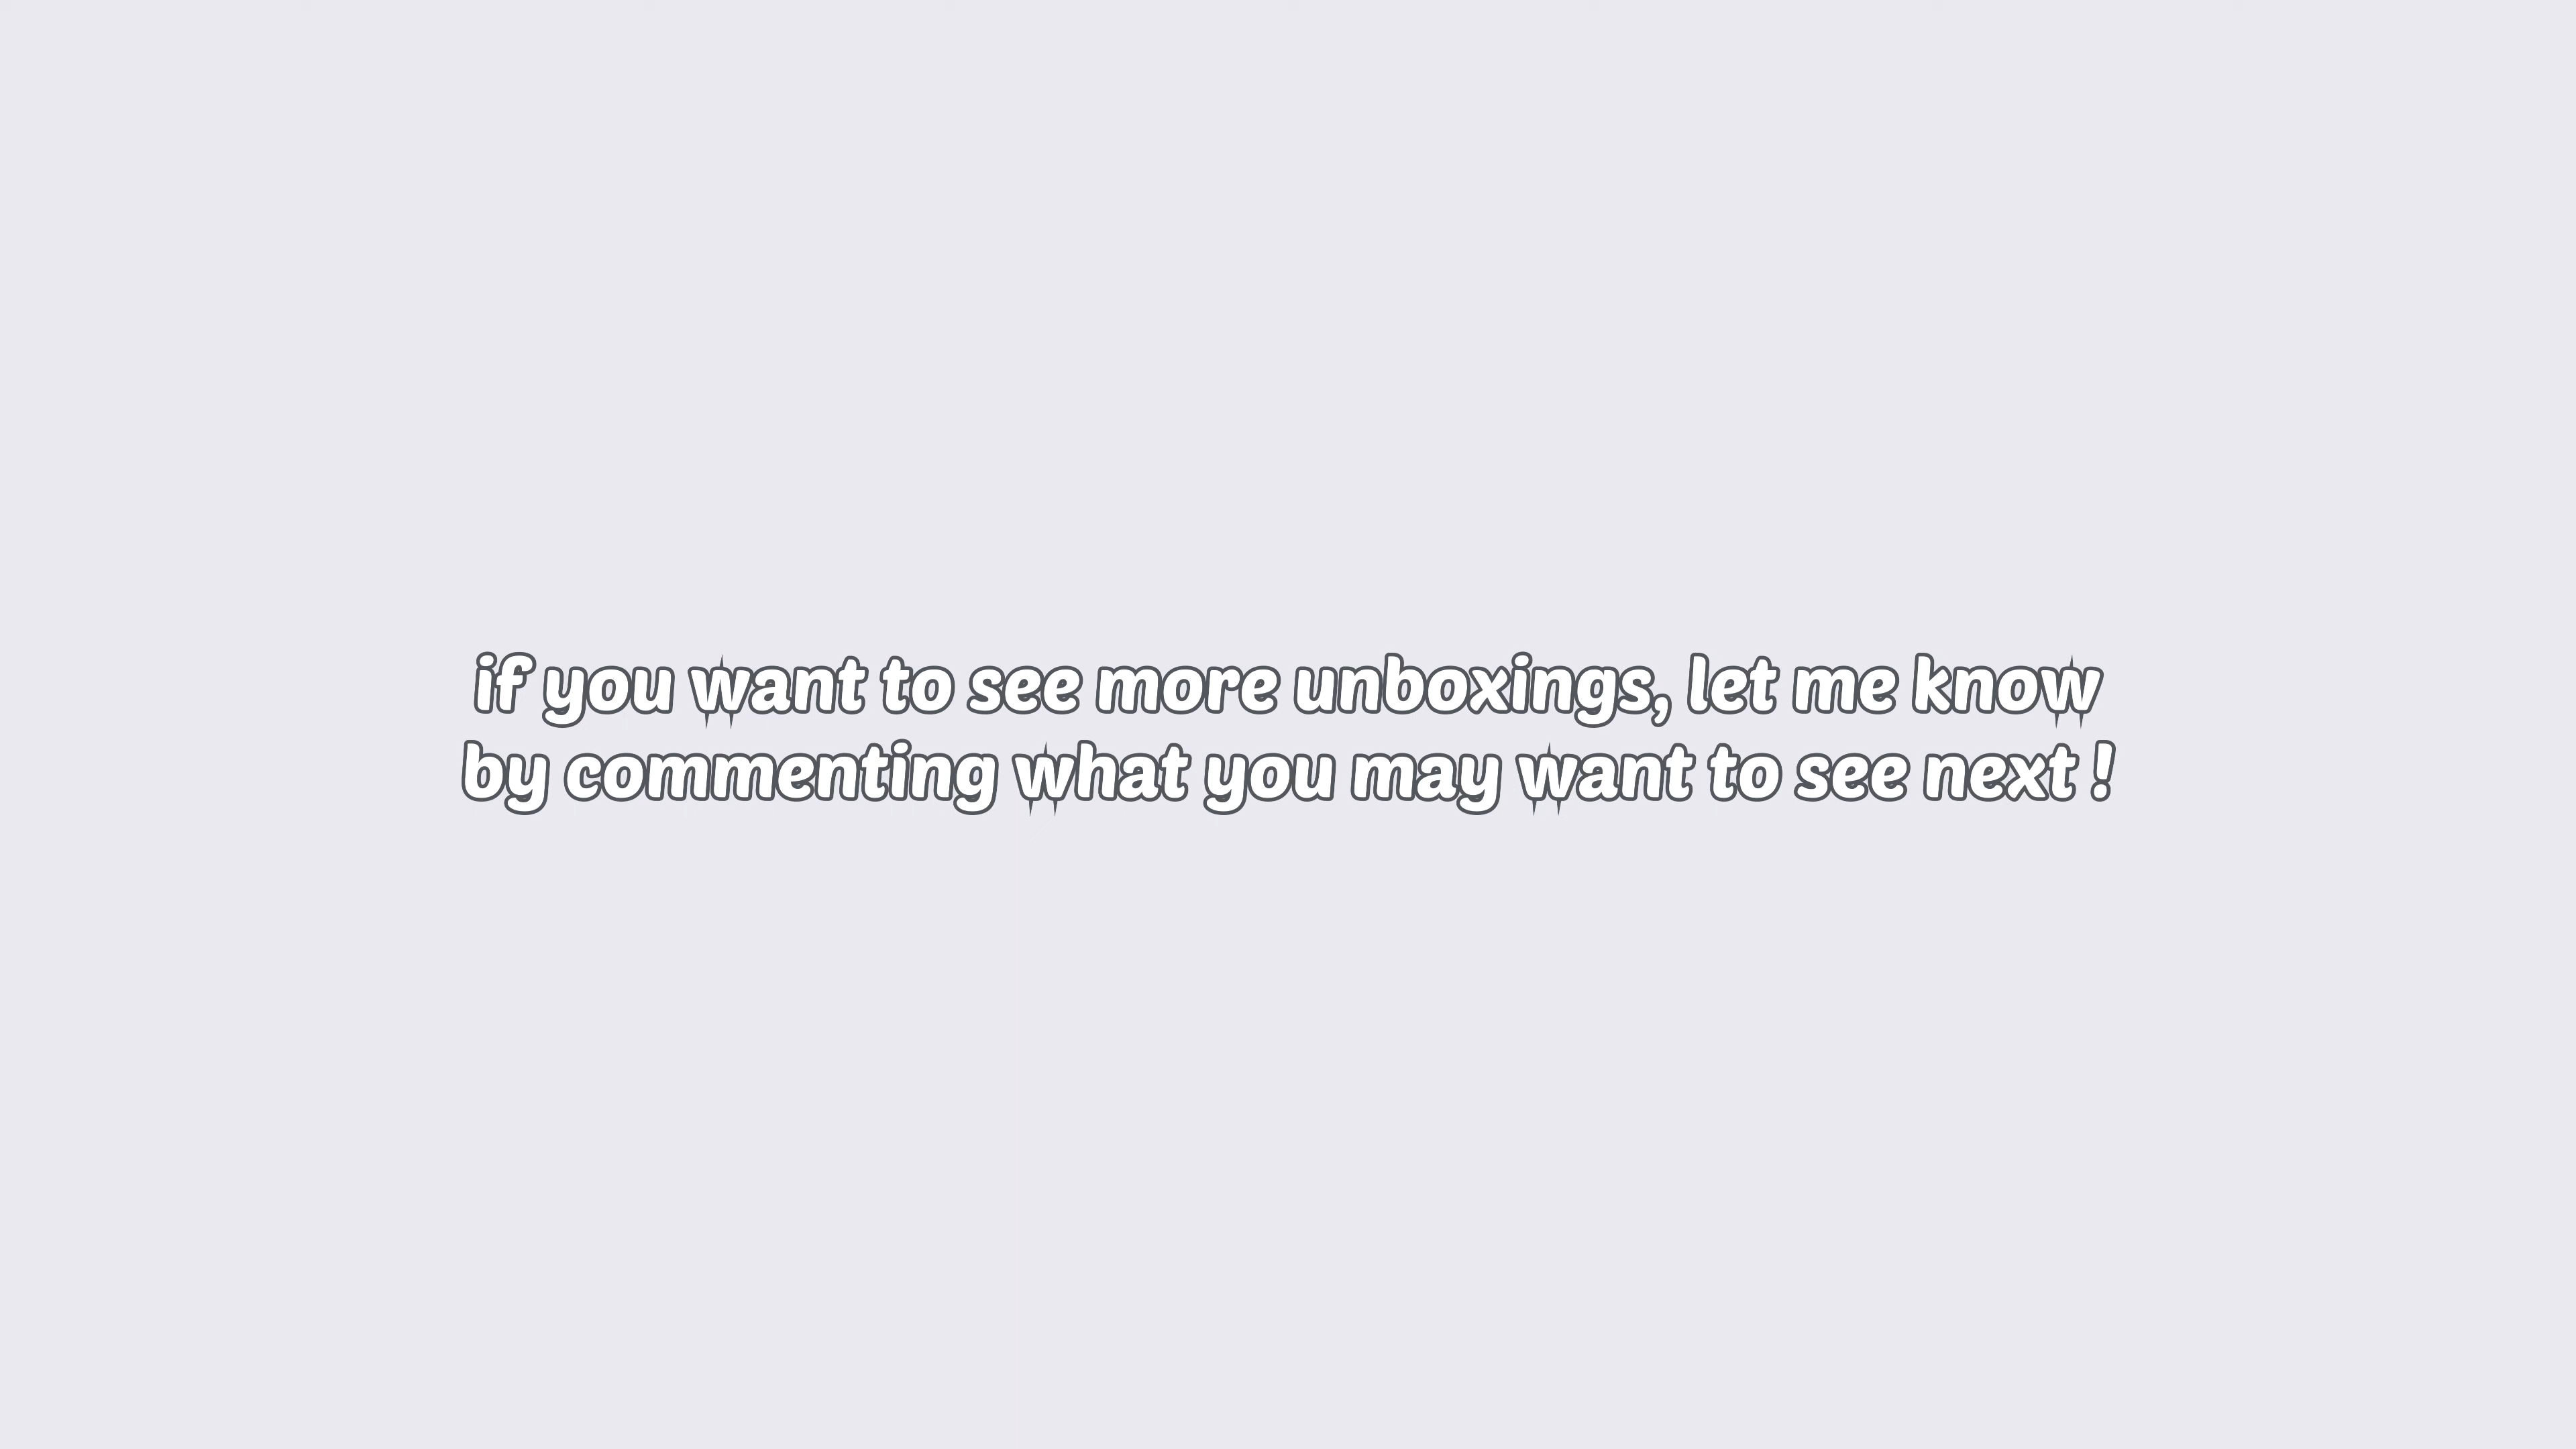 if you want to see more unboxings, let me know
by commenting what you may want to see next !